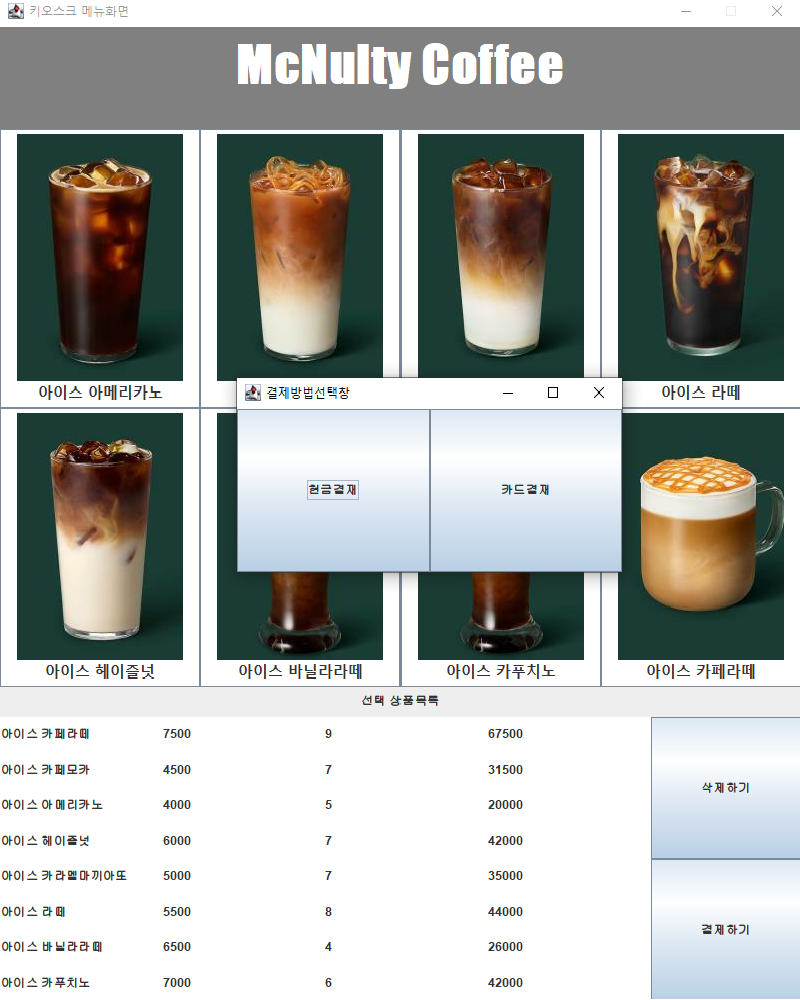 키오스크 메뉴화면
McNulty Coffee
아이스 아메리카노
아이스 라떼
결제방법선택창
현금결재
카드결재
아이스 헤이즐넛
아이스 바닐라라떼
아이스 카푸치노
아이스 카페라떼
선택 상품목록
아이스 카페라떼 7500 9 67500
아이스 카페모카 4500 7 31500
아이스 아메리카노 4000 5 20000
아이스 헤이즐넛 6000 7 42000
아이스 카라멜마끼아또 5000 7 35000
아이스 라떼 5500 8 44000
아이스 바닐라라떼 6500 4 26000
아이스 카푸치노 7000 6 42000
삭제하기
결제하기